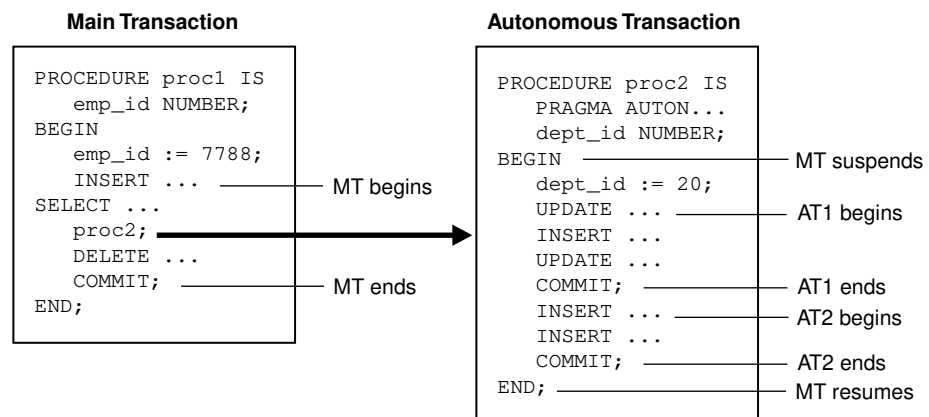 Main Transaction
PROCEDURE proc1 IS
emp_id NUMBER;
BEGIN
emp_id := 7788;
INSERT ...
SELECT ...
proc2;
DELETE ...
COMMIT;
END;
MT begins
MT ends
Autonomous Transaction
PROCEDURE proc2 IS
PRAGMA AUTON...
dept_id NUMBER;
BEGIN
dept_id := 20;
UPDATE ...
INSERT ...
UPDATE ...
COMMIT;
INSERT ...
INSERT ...
COMMIT;
END;
MT suspends
AT1 begins
AT1 ends
AT2 begins
AT2 ends
MT resumes